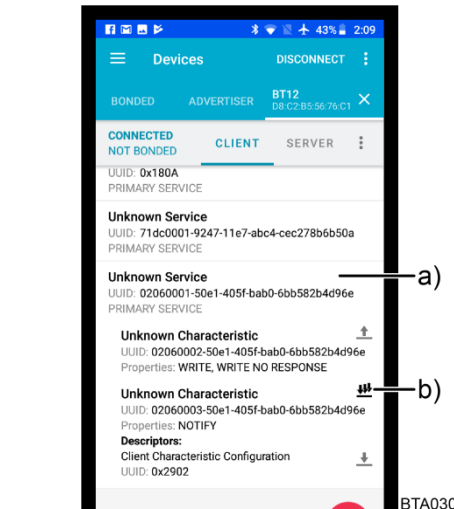 43% 2:09
Devices DISCONNECT
BONDED ADVERTISER BT12
D8:C2:B5:56:76:C1
CONNECTED
NOT BONDED CLIENT SERVER
UUID: 0x180A
PRIMARY SERVICE
Unknown Service
UUID: 71dc0001-9247-11e7-abc4-cec278b6b50a
PRIMARY SERVICE
Unknown Service
a)
UUID: 02060001-50e1-405f-bab0-6bb582b4d96e
PRIMARY SERVICE
Unknown Characteristic
UUID: 02060002-50e1-405f-bab0-6bb582b4d96e
Properties: WRITE, WRITE NO RESPONSE
Unknown Characteristic
b)
UUID: 02060003-50e1-405f-bab0-6bb582b4d96e
Properties: NOTIFY
Descriptors:
Client Characteristic Configuration
UUID: 0x2902
BTA030